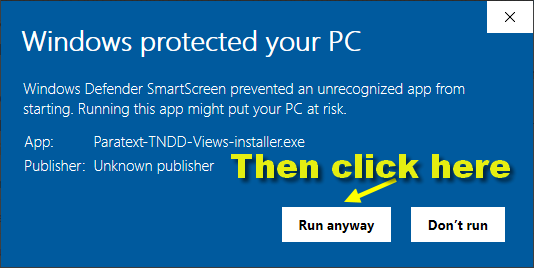 Windows protected your PC
Windows Defender SmartScreen prevented an unrecognized app from
starting. Running this app might put your PC at risk.
App: Paratext-TNDD-Views-installer.exe
Publisher: Unknown publisher
Then click here
Run anyway Don't run